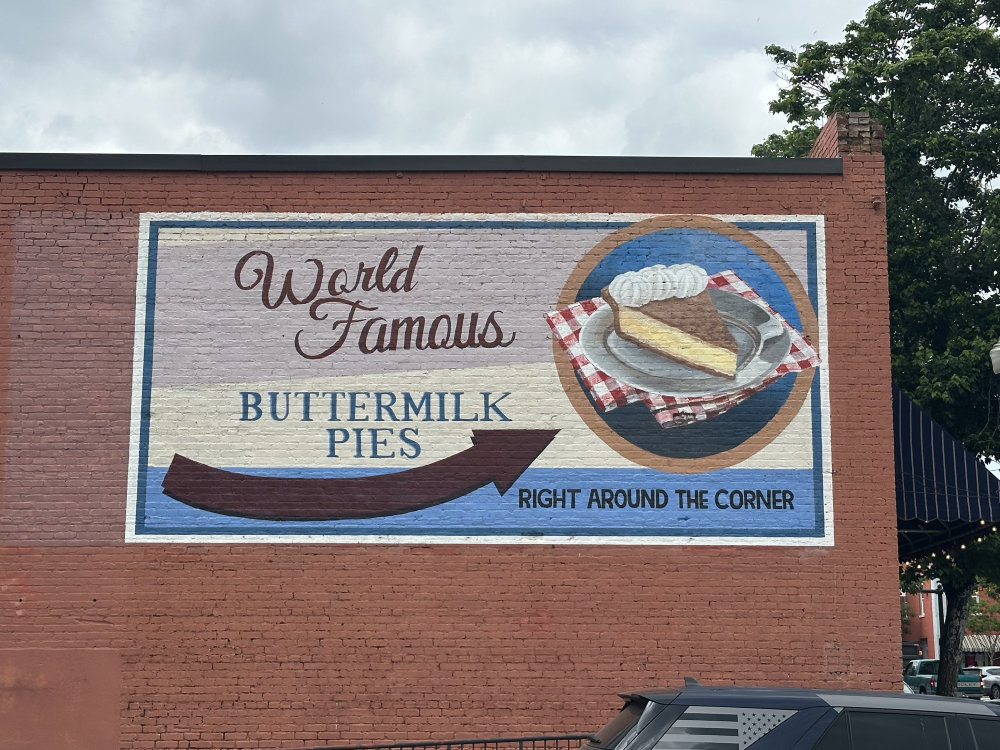 World
Famous
BUTTERMILK
PIES
RIGHT AROUND THE CORNER